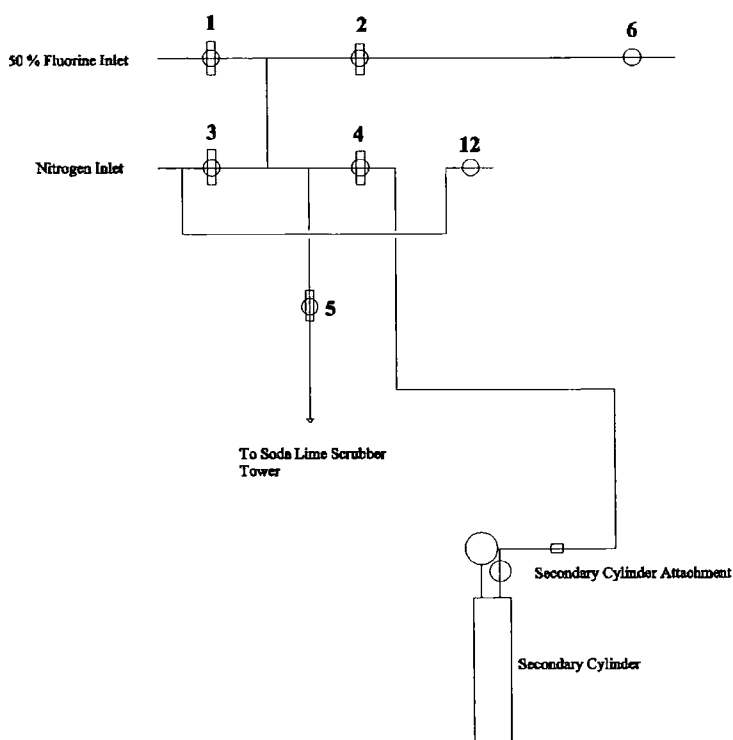 1
2
6
50 % Fluorine Inlet
3
4
12
Nitrogen Inlet
5
To Soda Lime Scrubber
Tower
Secondary Cylinder Attachment
Secondary Cylinder